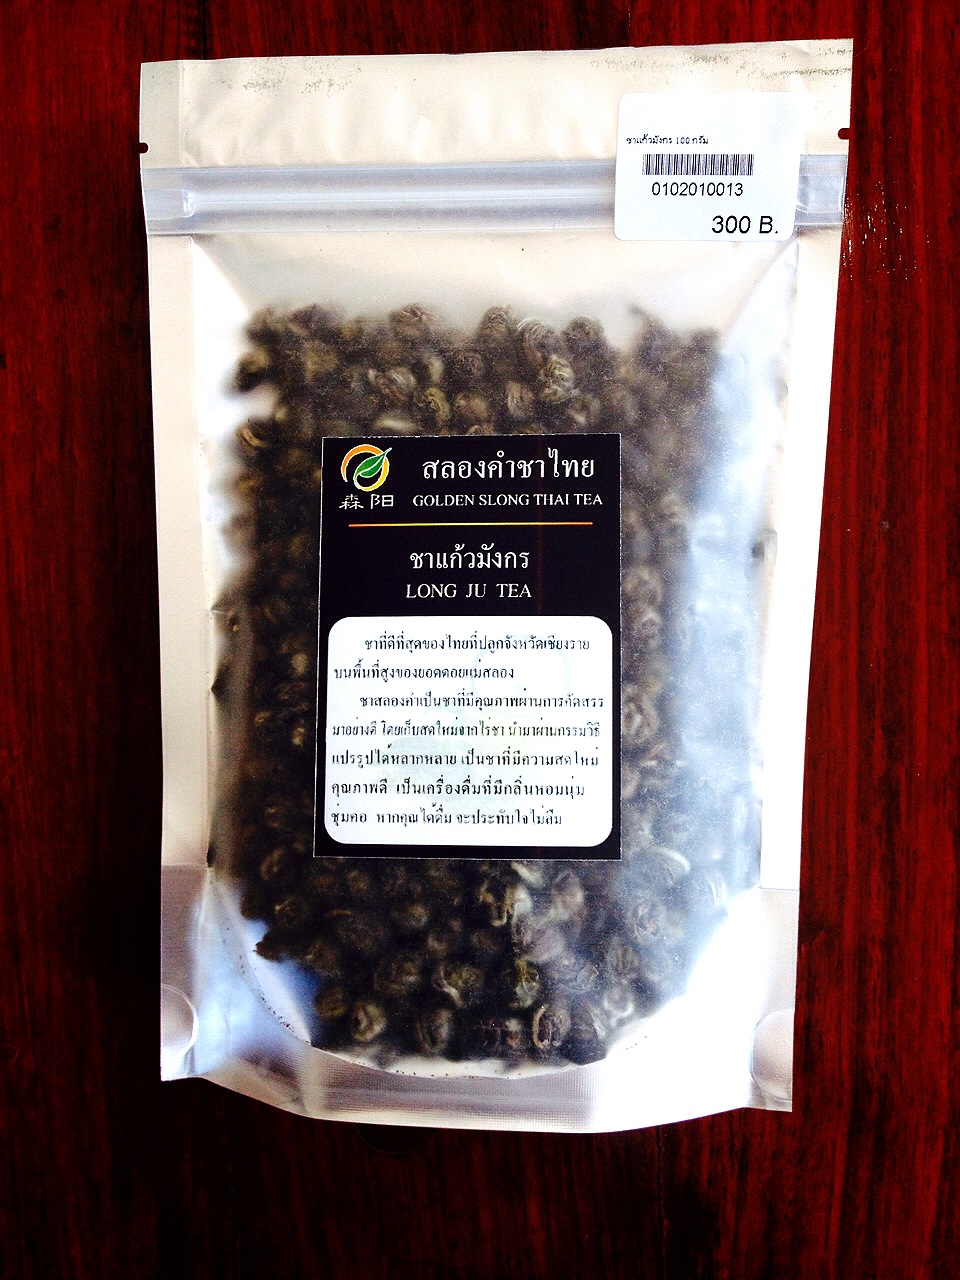 ชาแก้วมังกร 100 กรัม
0102010013
300 B.
森阳
สลองคำชาไทย
GOLDEN SLONG THAI TEA
ชาแก้วมังกร
LONG JU TEA
ชาที่ดีที่สุดของไทยที่ปลูกจังหวัดเชียงราย
บนพื้นที่สูงของยอดดอยแม่สลอง
ชาสลองคำเป็นชาที่มีคุณภาพผ่านการคัดสรร
มาอย่างดี โดยเก็บสดใหม่จากไร่ชา นำมาผ่านกรรมวิธี
แปรรูปได้หลากหลาย เป็นชาที่มีความสดใหม่
คุณภาพดี เป็นเครื่องดื่มที่มีกลิ่นหอมนุ่ม
ชุ่มคอ หากคุณได้ดื่ม จะประทับใจไม่ลืม